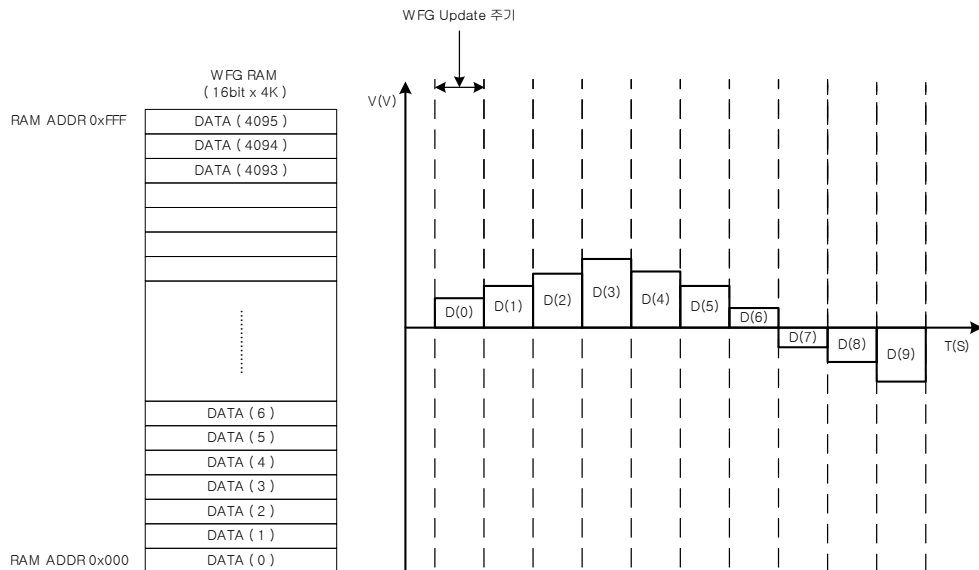 WFG Update 주기
WFG RAM
( 16bit x 4K )
RAM ADDR 0xFFF
DATA ( 4095 )
DATA ( 4094 )
DATA ( 4093 )
DATA ( 6 )
DATA ( 5 )
DATA ( 4 )
DATA ( 3 )
DATA ( 2 )
DATA ( 1 )
RAM ADDR 0x000
DATA ( 0 )
V(V)
D(0)
D(1)
D(2)
D(3)
D(4)
D(5)
D(6)
D(7)
D(8)
D(9)
T(S)